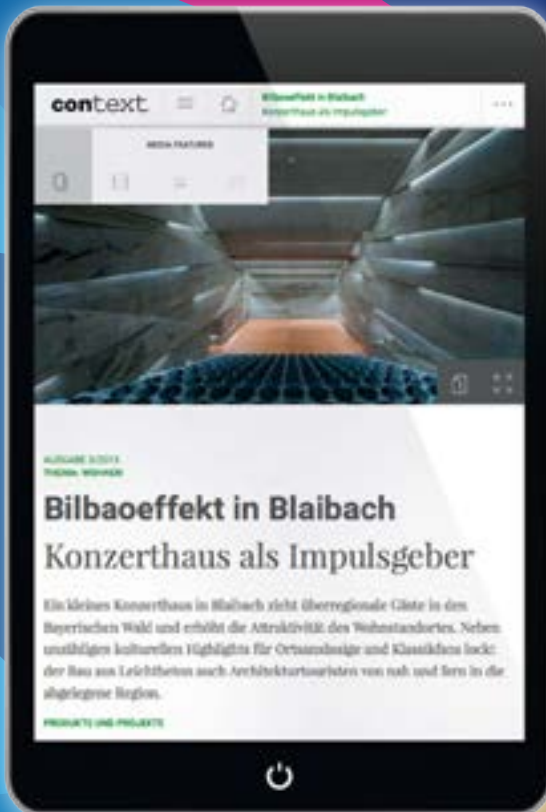 context
Bilbaoeffekt in Blaibach
Konzerthaus als Impulsgeber
MEDIA FEATURES
AUSGABE 3/2015
THEMA: WOHNEN
Bilbaoeffekt in Blaibach
Konzerthaus als Impulsgeber
Ein kleines Konzerthaus in Blaibach zieht überregionale Gäste in den
Bayerischen Wald und erhöht die Attraktivität des Wohnstandortes. Neben
unzähligen kulturellen Highlights für Ortsansässige und Klassikfans lockt
der Bau aus Leichtbeton auch Architekturtouristen von nah und fern in die
abgelegene Region.
PRODUKTE UND PROJEKTE